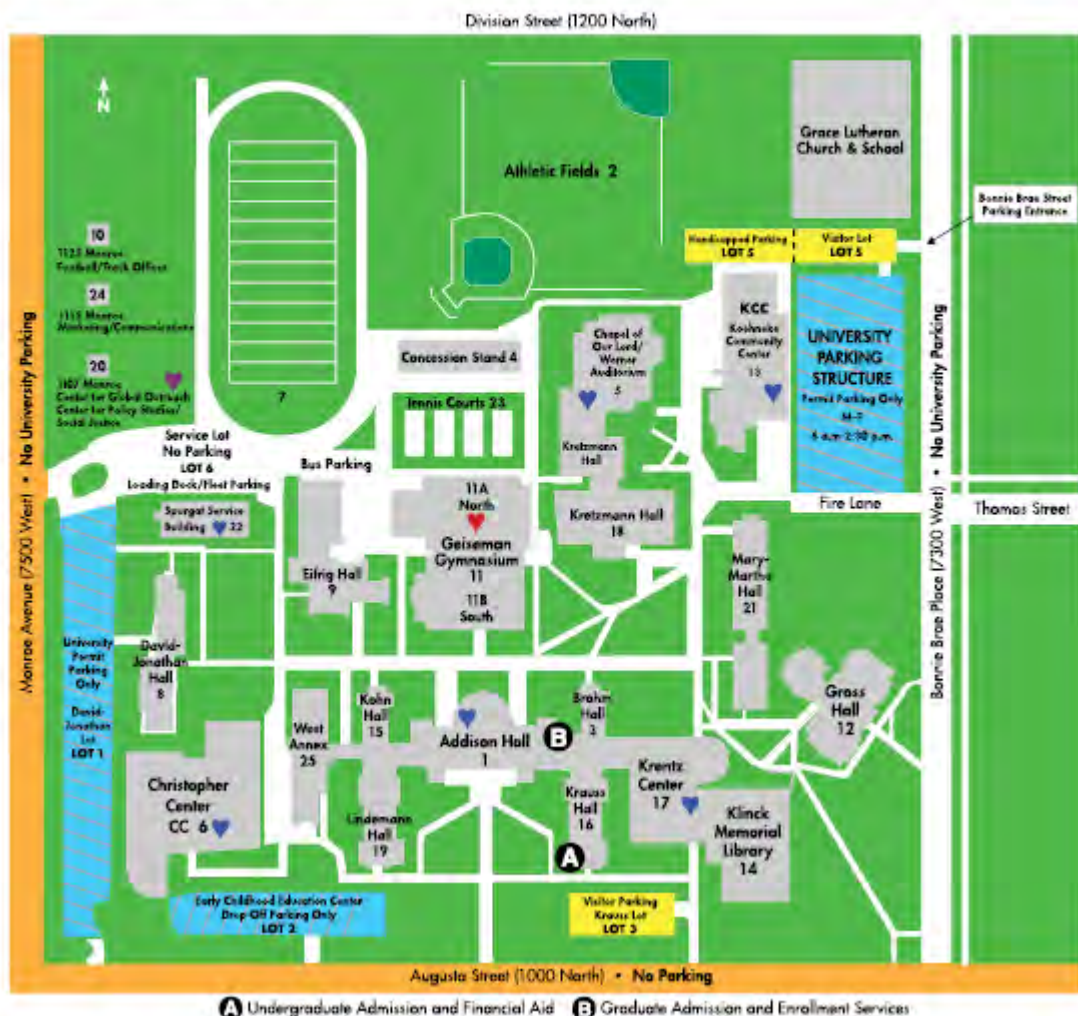 Division Street (1200 North)
N
Grace Lutheran
Church & School
Athletic Fields 2
Bonnie Brae Street
Parking Entrance
10
1123 Monroe
Football/Track Offices
24
1115 Monroe
Marketing/Communications
20
1107 Monroe
Center for Global Outreach
Center for Policy Studies/
Social Justice
Handicapped Parking
LOT 5
Visitor Lot
LOT 5
KCC
Koehneke
Community
Center
13
UNIVERSITY
PARKING
STRUCTURE
Permit Parking Only
M-F
6 a.m-2:30 p.m.
Chapel of
Our Lord/
Werner
Auditorium
5
Concession Stand 4
7
Tennis Courts 23
Service Lot
No Parking
LOT 6
Loading Dock/Fleet Parking
Bus Parking
Kretzmann
Hall
11A
North
Geiseman
Gymnasium
11
11B
South
Kretzmann Hall
18
Fire Lane
Thomas Street
Spurgat Service
Building 22
Eifrig Hall
9
Mary-
Martha
Hall
21
Monroe Avenue (7500 West) • No University Parking
Bonnie Brae Place (7300 West) • No University Parking
University
Permit
Parking
Only
David-
Jonathan
Lot
LOT 1
David-
Jonathan
Hall
8
Kohn
Hall
15
Brohm
Hall
3
Gross
Hall
12
West
Annex
25
Addison Hall
1
B
Krentz
Center
17
Christopher
Center
CC 6
Krauss
Hall
16
Lindemann
Hall
19
A
Klinck
Memorial
Library
14
Early Childhood Education Center
Drop-Off Parking Only
LOT 2
Visitor Parking
Krauss Lot
LOT 3
Augusta Street (1000 North) • No Parking
A Undergraduate Admission and Financial Aid B Graduate Admission and Enrollment Services